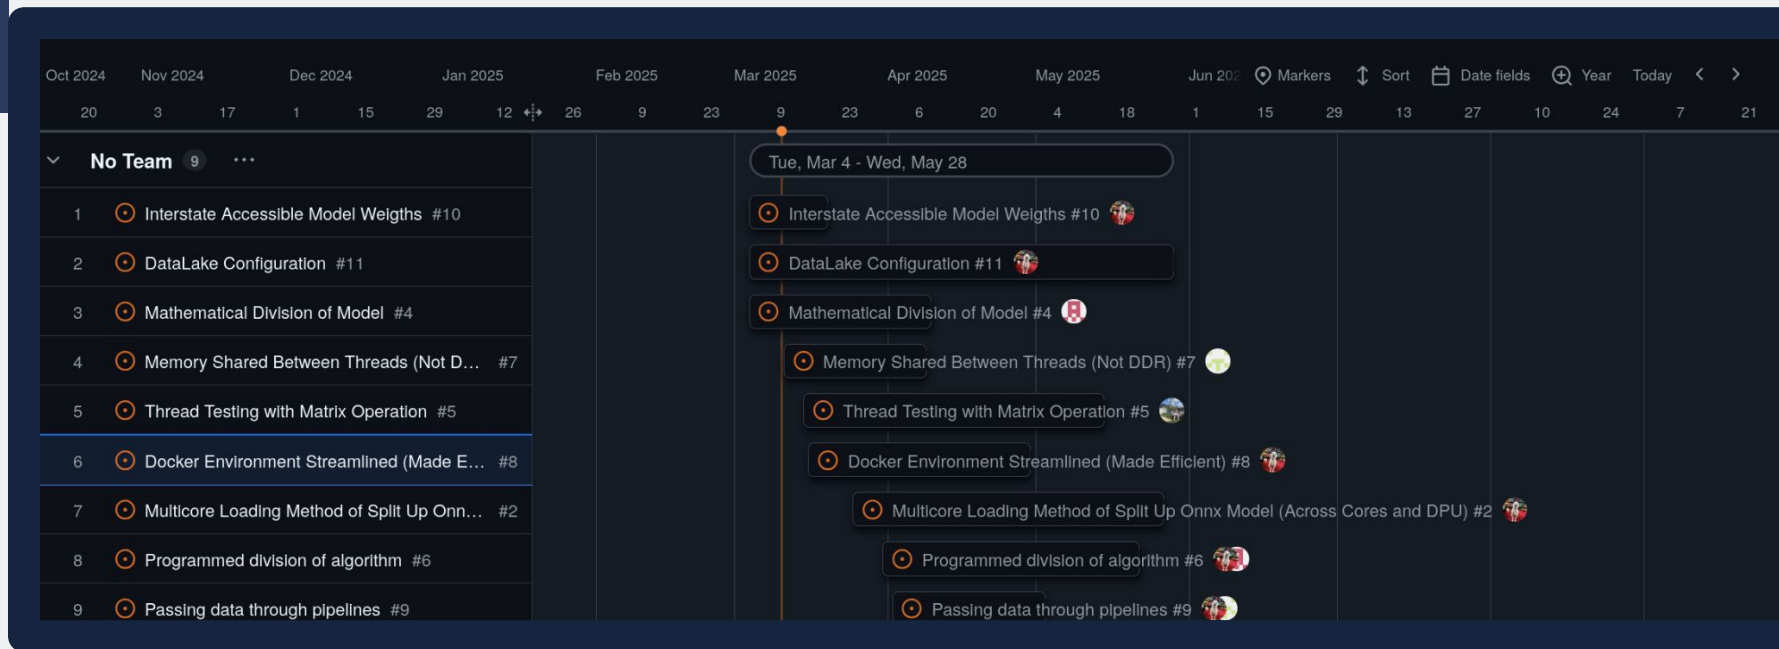 Oct 2024 Nov 2024 Dec 2024 Jan 2025 Feb 2025 Mar 2025 Apr 2025 May 2025 Jun 202 Markers Sort Date fields Year Today
20 3 17 1 15 29 12 26 9 23 9 23 6 20 4 18 1 15 29 13 27 10 24 7 21
No Team 9 ... Tue, Mar 4 - Wed, May 28
1 Interstate Accessible Model Weigths #10 Interstate Accessible Model Weigths #10
2 DataLake Configuration #11 DataLake Configuration #11
3 Mathematical Division of Model #4 Mathematical Division of Model #4
4 Memory Shared Between Threads (Not D... #7 Memory Shared Between Threads (Not DDR) #7
5 Thread Testing with Matrix Operation #5 Thread Testing with Matrix Operation #5
6 Docker Environment Streamlined (Made E... #8 Docker Environment Streamlined (Made Efficient) #8
7 Multicore Loading Method of Split Up Onn... #2 Multicore Loading Method of Split Up Onnx Model (Across Cores and DPU) #2
8 Programmed division of algorithm #6 Programmed division of algorithm #6
9 Passing data through pipelines #9 Passing data through pipelines #9